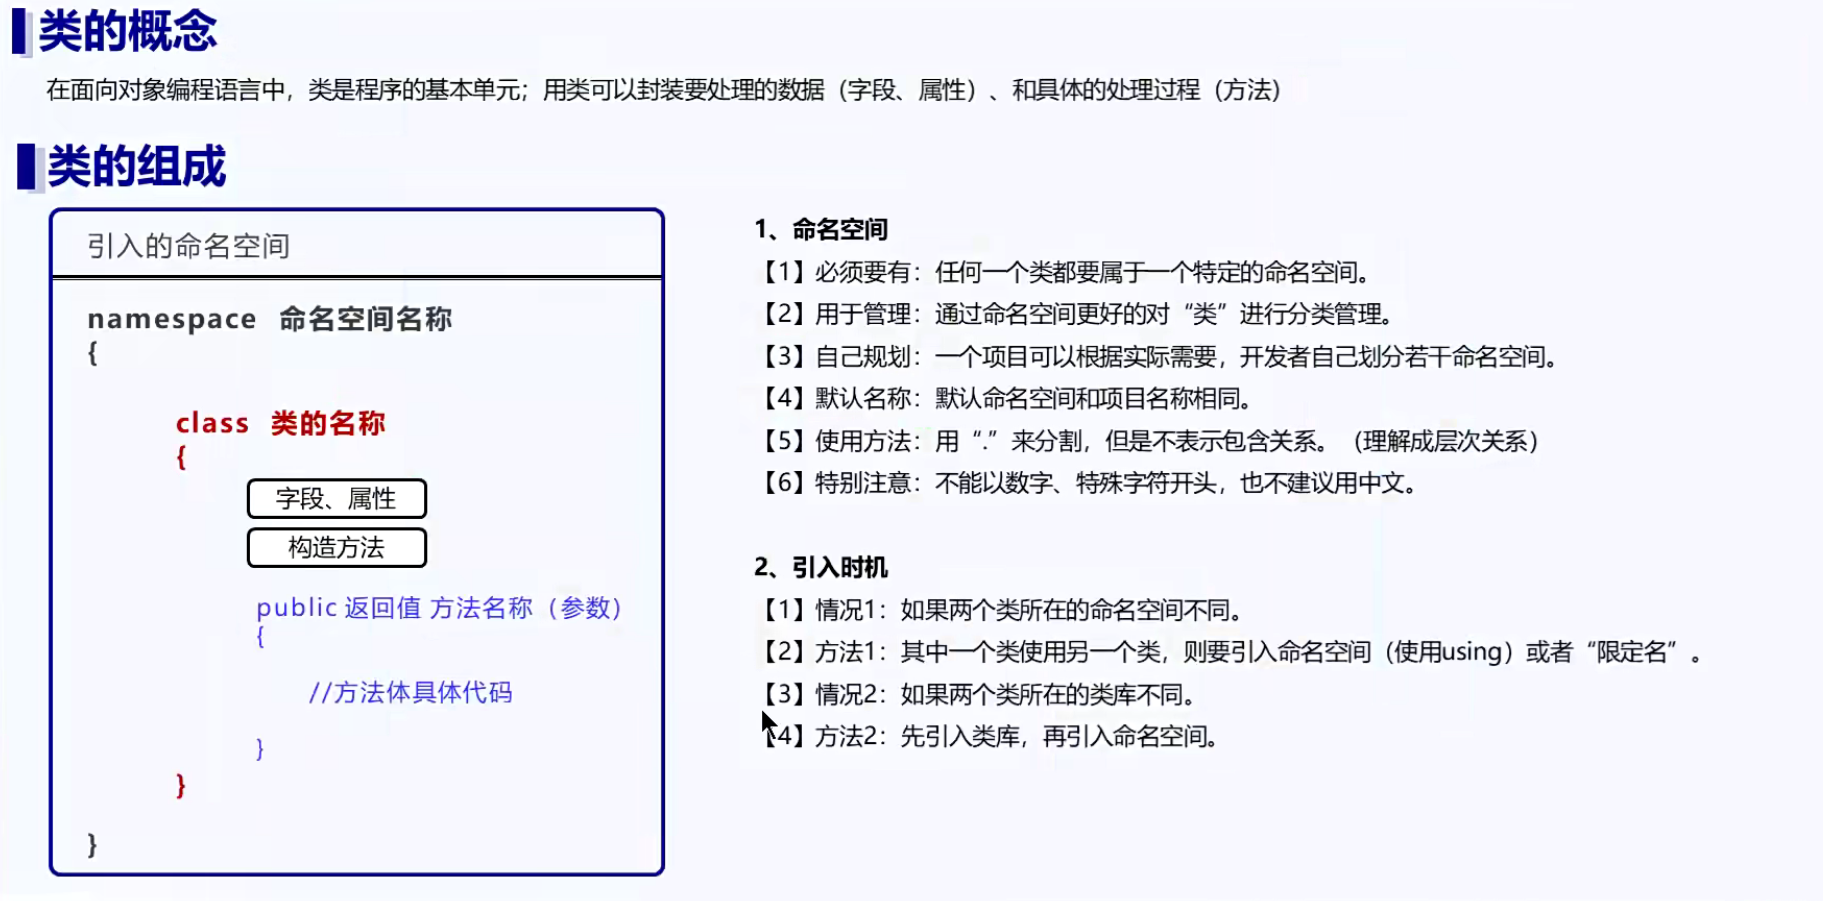 类的概念
在面向对象编程语言中，类是程序的基本单元；用类可以封装要处理的数据（字段、属性）、和具体的处理过程（方法）
类的组成
引入的命名空间
namespace 命名空间名称
{
class 类的名称
{
字段、属性
构造方法
public 返回值 方法名称（参数）
{
//方法体具体代码
}
}
}
1、命名空间
【1】必须要有：任何一个类都要属于一个特定的命名空间。
【2】用于管理：通过命名空间更好的对“类”进行分类管理。
【3】自己规划：一个项目可以根据实际需要，开发者自己划分若干命名空间。
【4】默认名称：默认命名空间和项目名称相同。
【5】使用方法：用“.”来分割，但是不表示包含关系。（理解成层次关系）
【6】特别注意：不能以数字、特殊字符开头，也不建议用中文。
2、引入时机
【1】情况1：如果两个类所在的命名空间不同。
【2】方法1：其中一个类使用另一个类，则要引入命名空间（使用using）或者“限定名”。
【3】情况2：如果两个类所在的类库不同。
【4】方法2：先引入类库，再引入命名空间。